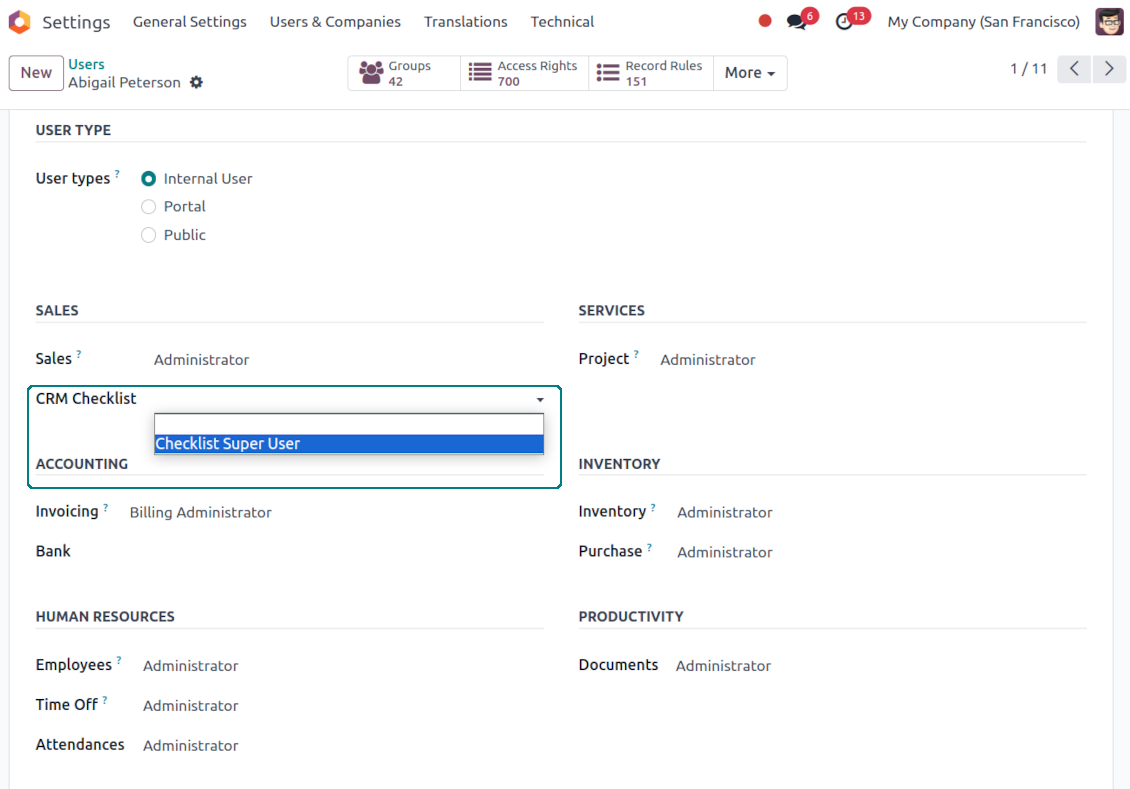 Settings General Settings Users & Companies Translations Technical 6 13 My Company (San Francisco)
New Users Groups Access Rights Record Rules More 1 / 11
Abigail Peterson 42 700 151
USER TYPE
User types ? Internal User
Portal
Public
SALES SERVICES
Sales ? Administrator Project ? Administrator
CRM Checklist
Checklist Super User
ACCOUNTING INVENTORY
Invoicing ? Billing Administrator Inventory ? Administrator
Bank Purchase ? Administrator
HUMAN RESOURCES PRODUCTIVITY
Employees ? Administrator Documents Administrator
Time Off ? Administrator
Attendances Administrator